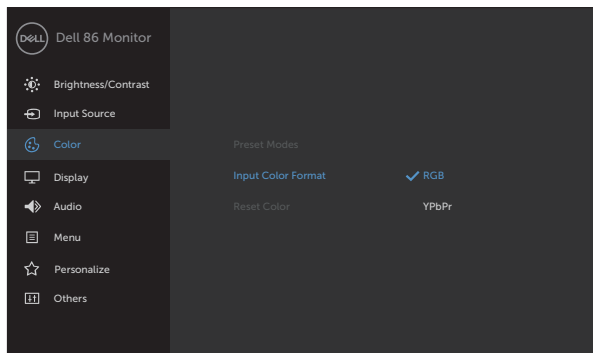 DELL Dell 86 Monitor
Brightness/Contrast
Input Source
Color
Preset Modes
Display
Input Color Format
RGB
Audio
Reset Color
YPbPr
Menu
Personalize
Others